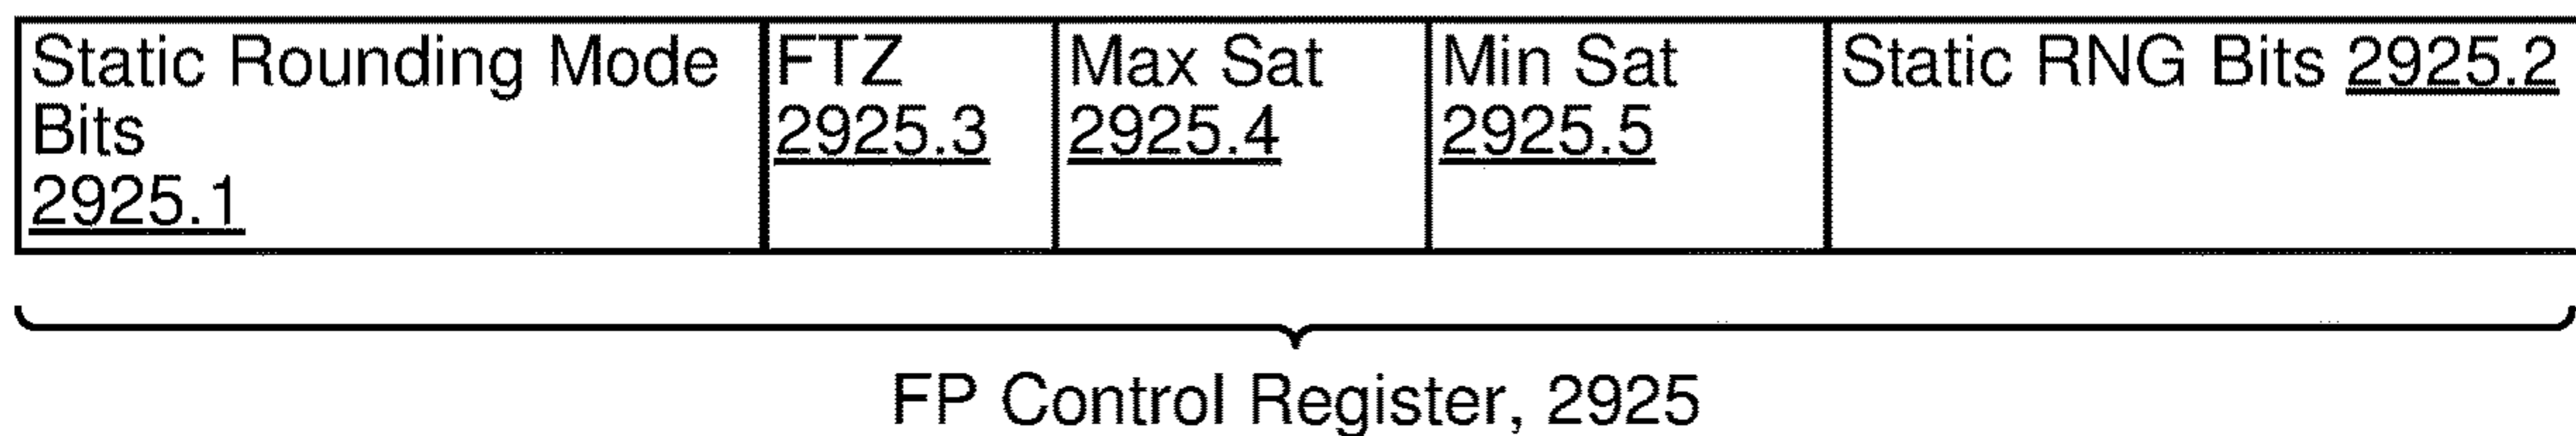 Static Rounding Mode
Bits
2925.1
FTZ
2925.3
Max Sat
2925.4
Min Sat
2925.5
Static RNG Bits 2925.2
FP Control Register, 2925